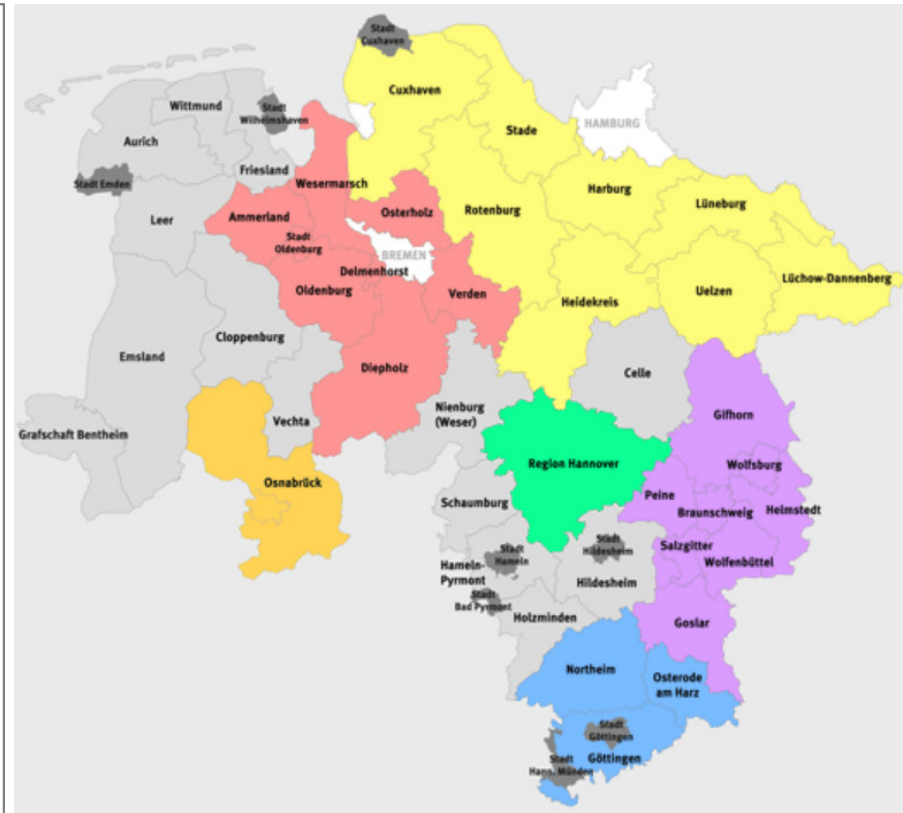 Stadt
Cuxhaven
Cuxhaven
Wittmund
Stadt
Wilhelmshaven
HAMBURG
Stade
Aurich
Friesland
Stadt Emden
Wesermarsch
Harburg
Lüneburg
Leer
Ammerland
Osterholz
Rotenburg
Stadt
Oldenburg
BREMEN
Delmenhorst
Oldenburg
Verden
Heidekreis
Uelzen
Lüchow-Dannenberg
Cloppenburg
Emsland
Diepholz
Celle
Nienburg
(Weser)
Gifhorn
Vechta
Grafschaft Bentheim
Region Hannover
Wolfsburg
Osnabrück
Schaumburg
Peine
Braunschweig
Helmstedt
Stadt
Hameln
Stadt
Hildesheim
Salzgitter
Wolfenbüttel
Hameln-
Pyrmont
Hildesheim
Stadt
Bad Pyrmont
Holzminden
Goslar
Northeim
Osterode
am Harz
Stadt
Göttingen
Göttingen
Stadt
Hann. Münden